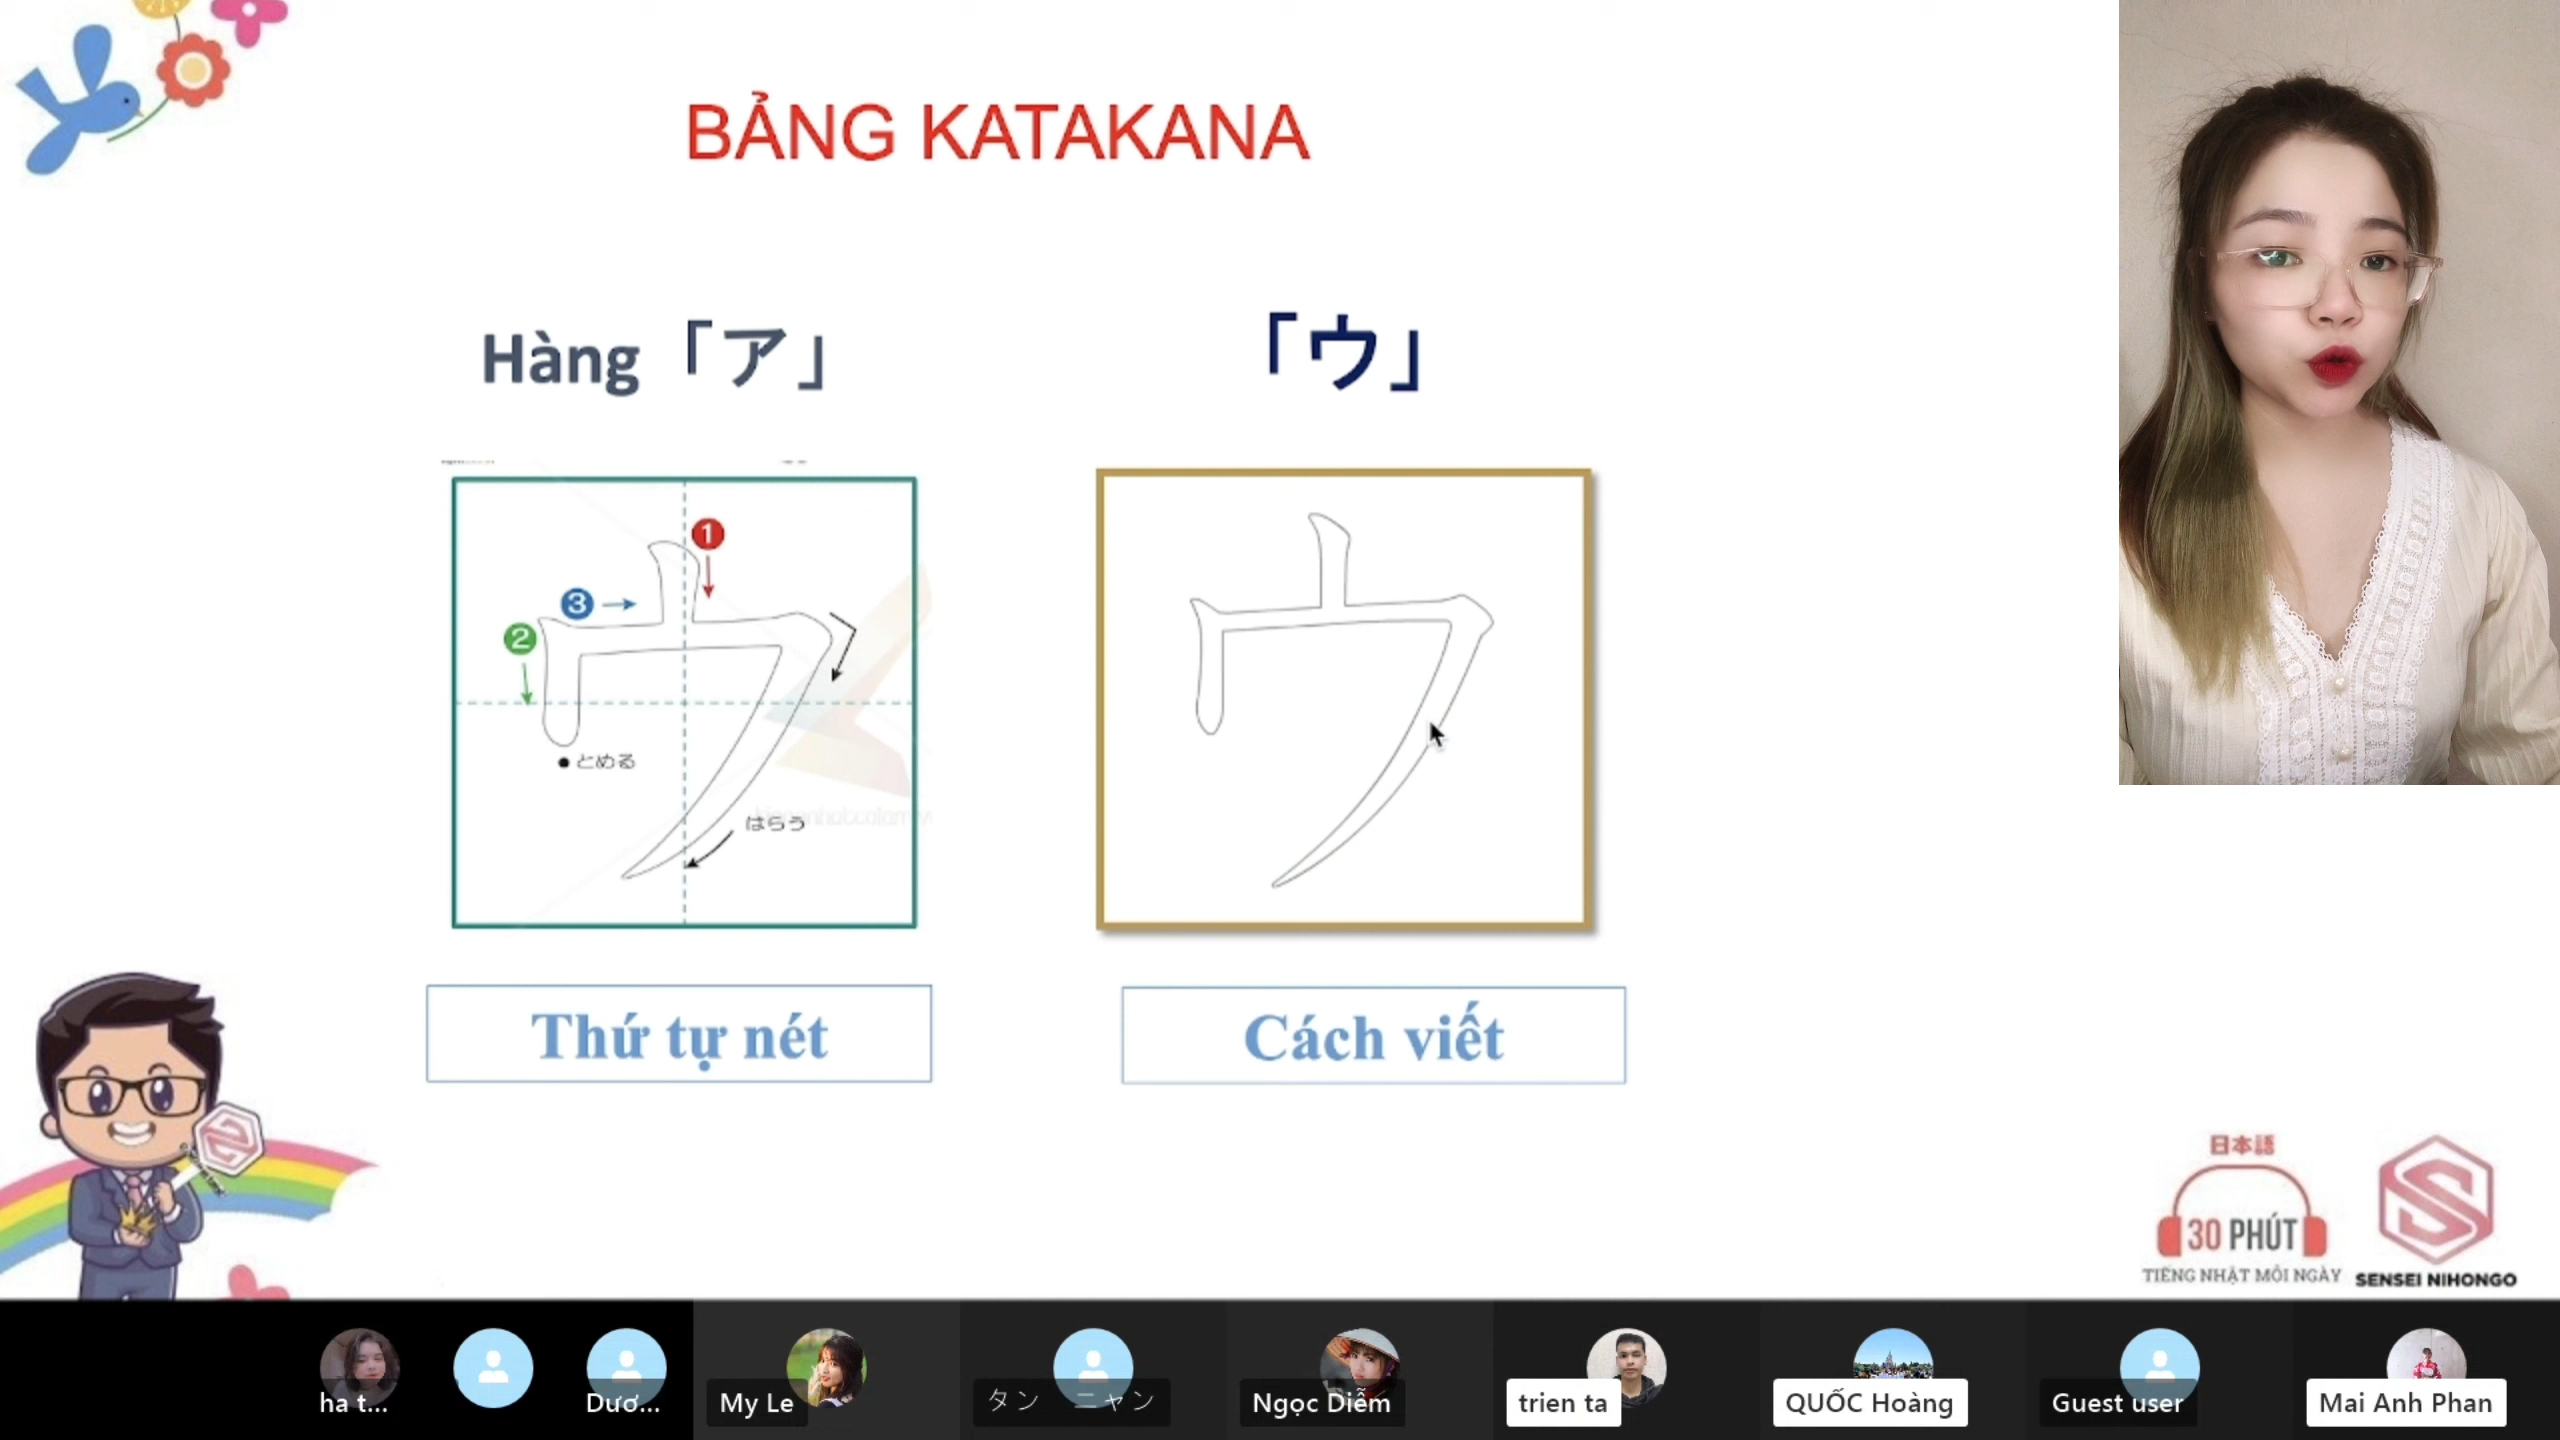 BẢNG KATAKANA
Hàng「ア」
「ウ」
1
3
2
とめる
はらう
Thứ tự nét
Cách viết
日本語
30 PHÚT
TIẾNG NHẬT MỖI NGÀY
SENSEI NIHONGO
ha t...
Dươ...
My Le
タン　ニャン
Ngọc Diễm
trien ta
QUỐC Hoàng
Guest user
Mai Anh Phan